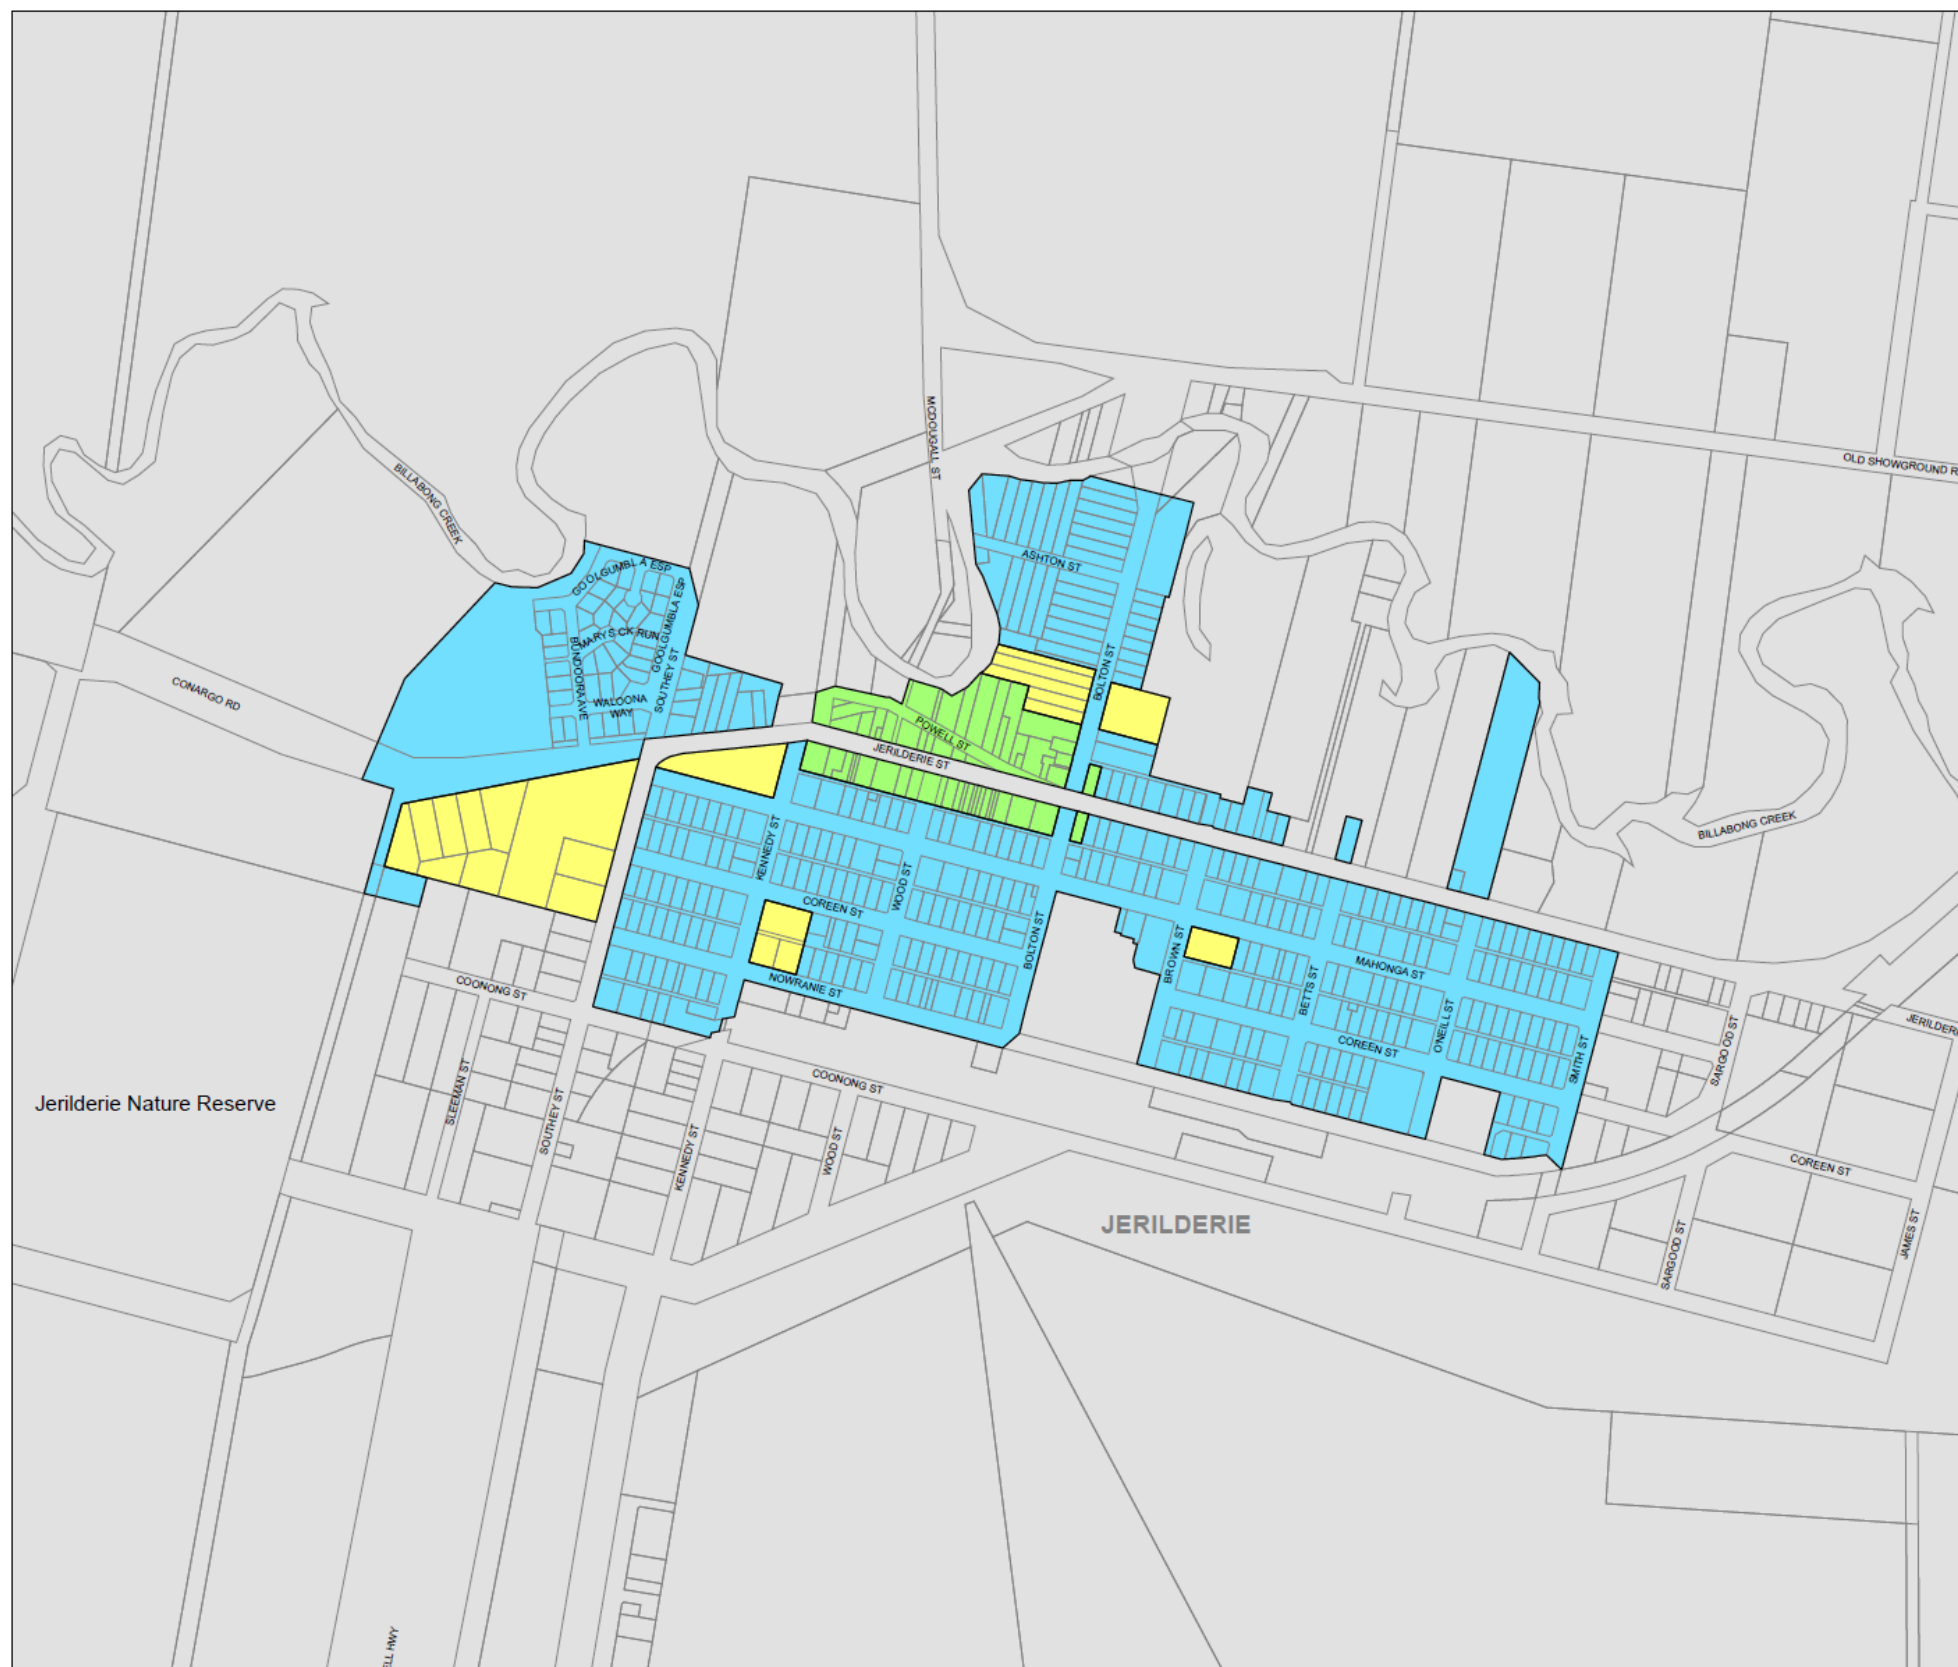 MCDOUGALL ST
OLD SHOWGROUND R
BILLABONG CREEK
ASHTON ST
GOOLGUMBLA ESP
GOOLGUMBLA ESP
MARYS CK RUN
BUNDOORA AVE
SOUTHEY ST
WALOONA
WAY
CONARGO RD
BOLTON ST
POWELL ST
JERILDERIE ST
BILLABONG CREEK
KENNEDY ST
WOOD ST
COREEN ST
BOLTON ST
NOWRANIE ST
BROWN ST
MAHONGA ST
BETTS ST
O'NEILL ST
COREEN ST
SMITH ST
SARGOOD ST
JERILDERI
COONONG ST
COONONG ST
SLEEMAN ST
SOUTHEY ST
KENNEDY ST
WOOD ST
Jerilderie Nature Reserve
COREEN ST
JERILDERIE
SARGOOD ST
JAMES ST
ELL HWY